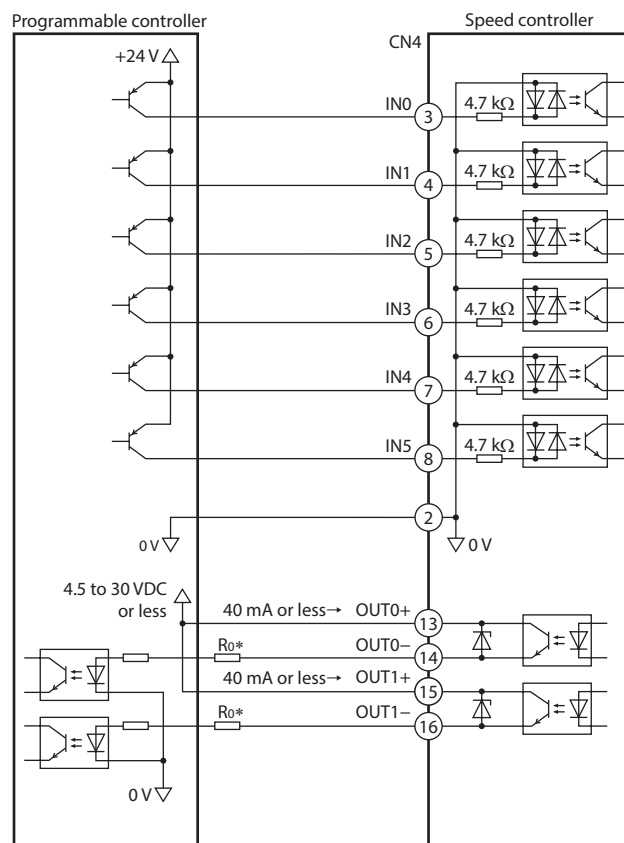 Programmable controller
Speed controller
CN4
+24 V
IN0
3
4.7 kΩ
IN1
4
4.7 kΩ
IN2
5
4.7 kΩ
IN3
6
4.7 kΩ
IN4
7
4.7 kΩ
IN5
8
4.7 kΩ
2
0 V
0 V
4.5 to 30 VDC
or less
40 mA or less→ OUT0+
13
R0*
OUT0−
14
40 mA or less→ OUT1+
15
R0*
OUT1−
16
0 V